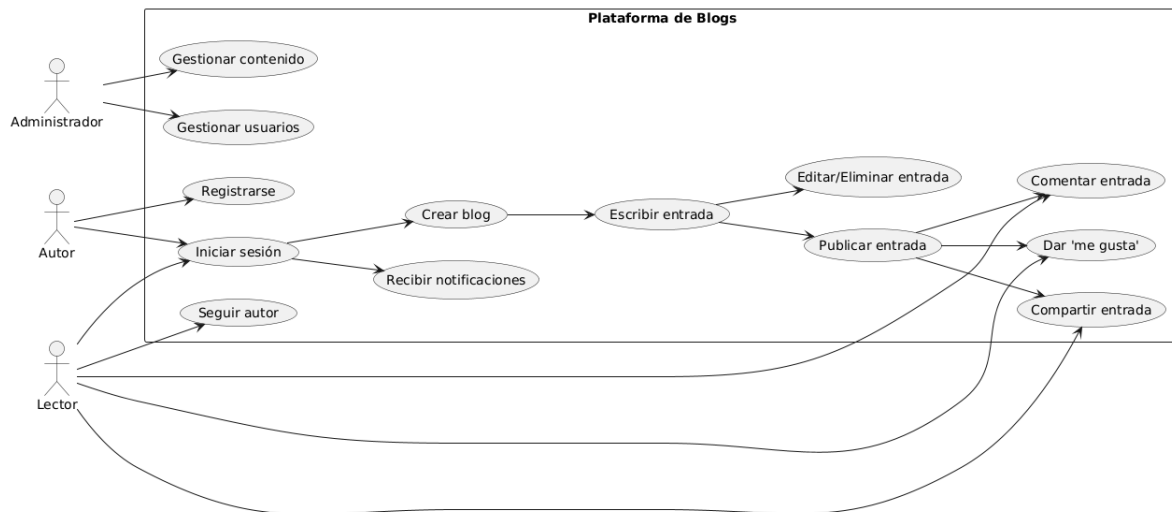 Plataforma de Blogs
Gestionar contenido
Administrador
Gestionar usuarios
Registrarse
Autor
Iniciar sesión
Crear blog
Recibir notificaciones
Escribir entrada
Editar/Eliminar entrada
Publicar entrada
Comentar entrada
Dar 'me gusta'
Compartir entrada
Seguir autor
Lector